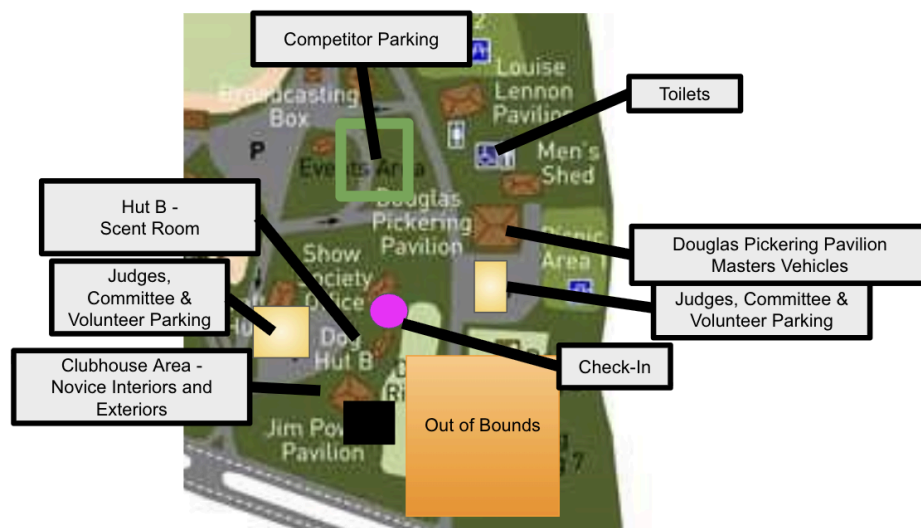 Competitor Parking
Louise
Lennon
Pavilion
Toilets
Broadcasting
Box
P
Events Area
Men's
Shed
Hut B -
Scent Room
Douglas
Pickering
Pavilion
Picnic
Area
Douglas Pickering Pavilion
Masters Vehicles
Show
Society
Office
Judges,
Committee &
Volunteer Parking
Judges, Committee &
Volunteer Parking
Hut B
Check-In
Clubhouse Area -
Novice Interiors and
Exteriors
Out of Bounds
Jim
Pavilion
7